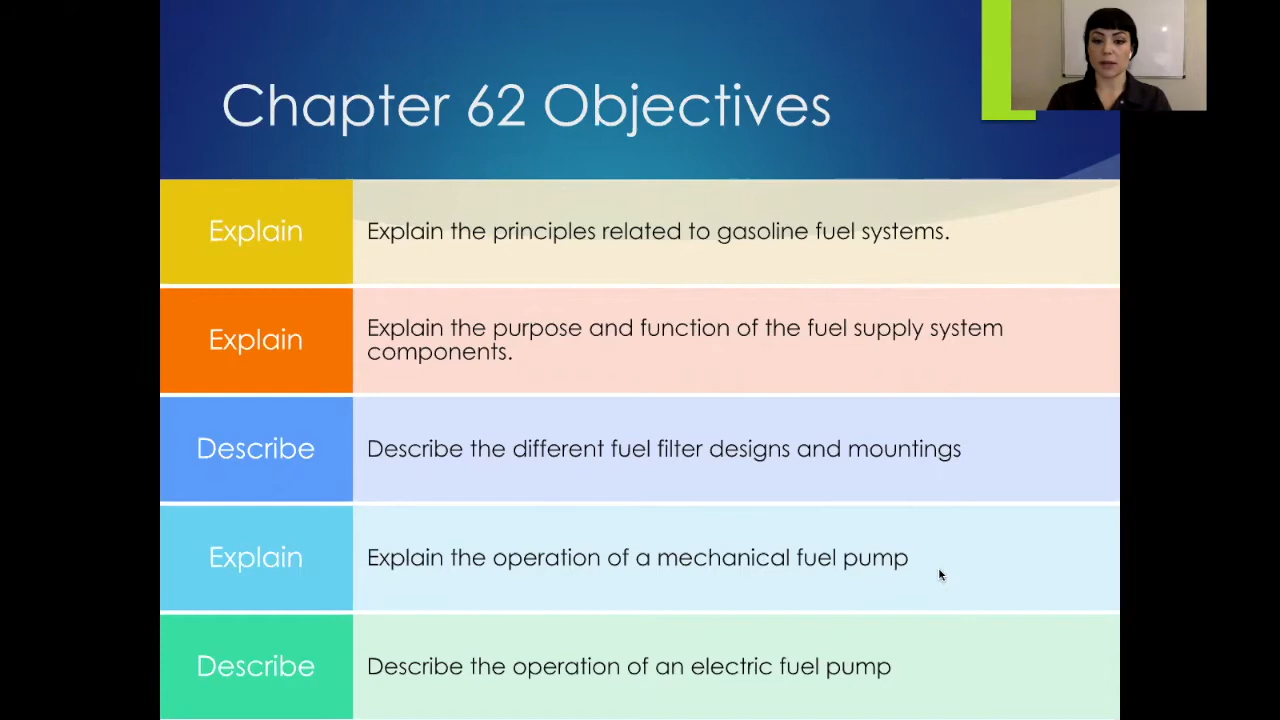 Chapter 62 Objectives
Explain
Explain the principles related to gasoline fuel systems.
Explain
Explain the purpose and function of the fuel supply system
components.
Describe
Describe the different fuel filter designs and mountings
Explain
Explain the operation of a mechanical fuel pump
Describe
Describe the operation of an electric fuel pump